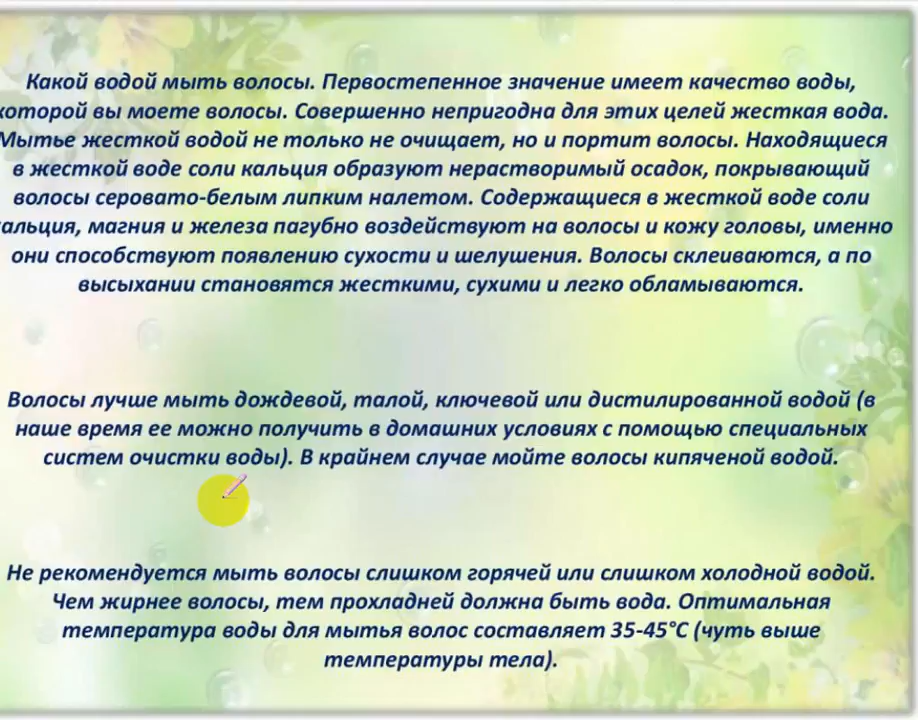 Какой водой мыть волосы. Первостепенное значение имеет качество воды,
которой вы моете волосы. Совершенно непригодна для этих целей жесткая вода.
Мытье жесткой водой не только не очищает, но и портит волосы. Находящиеся
в жесткой воде соли кальция образуют нерастворимый осадок, покрывающий
волосы серовато-белым липким налетом. Содержащиеся в жесткой воде соли
кальция, магния и железа пагубно воздействуют на волосы и кожу головы, именно
они способствуют появлению сухости и шелушения. Волосы склеиваются, а по
высыхании становятся жесткими, сухими и легко обламываются.
Волосы лучше мыть дождевой, талой, ключевой или дистилированной водой (в
наше время ее можно получить в домашних условиях с помощью специальных
систем очистки воды). В крайнем случае мойте волосы кипяченой водой.
Не рекомендуется мыть волосы слишком горячей или слишком холодной водой.
Чем жирнее волосы, тем прохладней должна быть вода. Оптимальная
температура воды для мытья волос составляет 35-45°С (чуть выше
температуры тела).